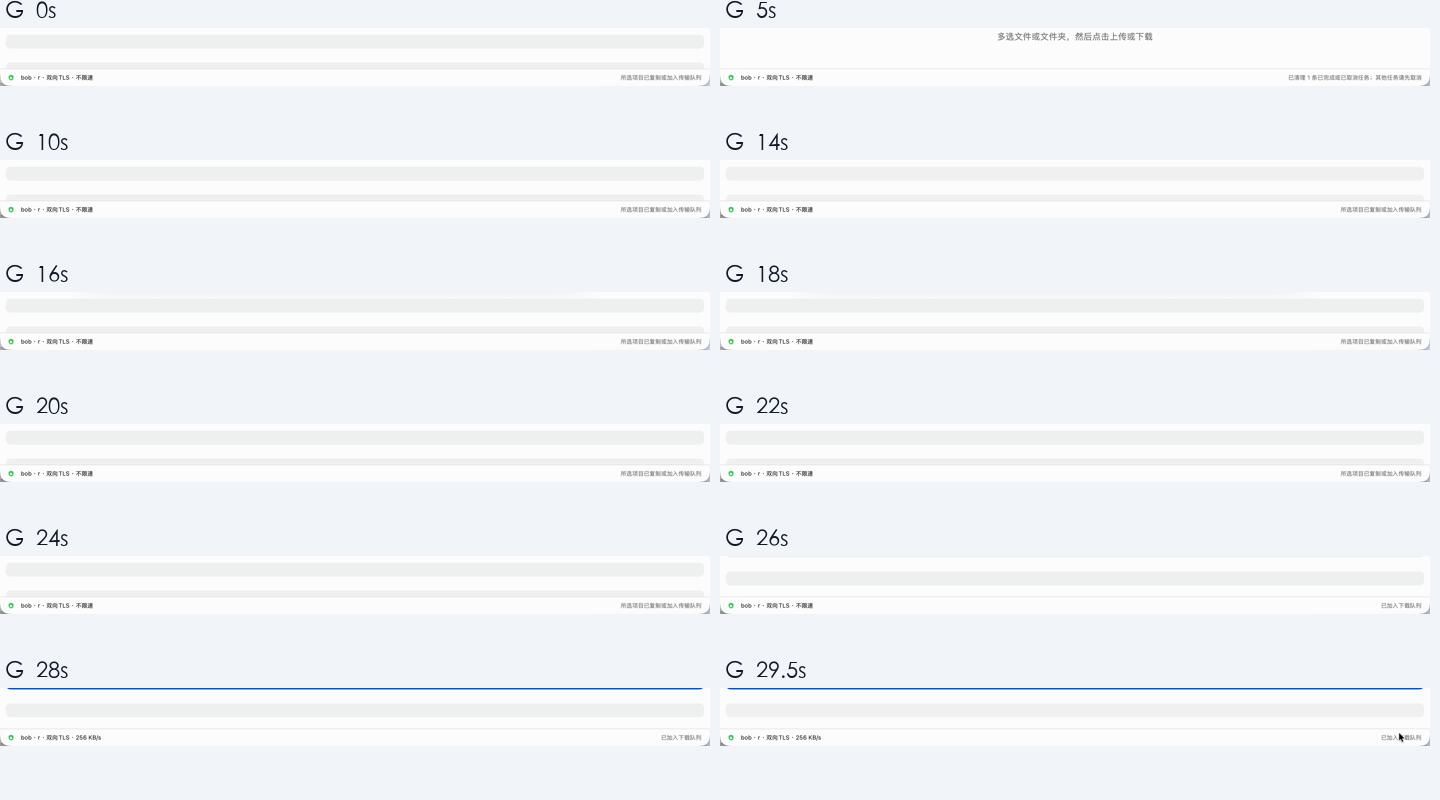 G 0s
bob · r · 双向TLS · 不限速
所选项目已复制或加入传输队列
G 5s
多选文件或文件夹，然后点击上传或下载
bob · r · 双向TLS · 不限速
已清理 1 条已完成或已取消任务；其他任务请先取消
G 10s
bob · r · 双向TLS · 不限速
所选项目已复制或加入传输队列
G 14s
bob · r · 双向TLS · 不限速
所选项目已复制或加入传输队列
G 16s
bob · r · 双向TLS · 不限速
所选项目已复制或加入传输队列
G 18s
bob · r · 双向TLS · 不限速
所选项目已复制或加入传输队列
G 20s
bob · r · 双向TLS · 不限速
所选项目已复制或加入传输队列
G 22s
bob · r · 双向TLS · 不限速
所选项目已复制或加入传输队列
G 24s
bob · r · 双向TLS · 不限速
所选项目已复制或加入传输队列
G 26s
bob · r · 双向TLS · 不限速
已加入下载队列
G 28s
bob · r · 双向TLS · 256 KB/s
已加入下载队列
G 29.5s
bob · r · 双向TLS · 256 KB/s
已加入下载队列